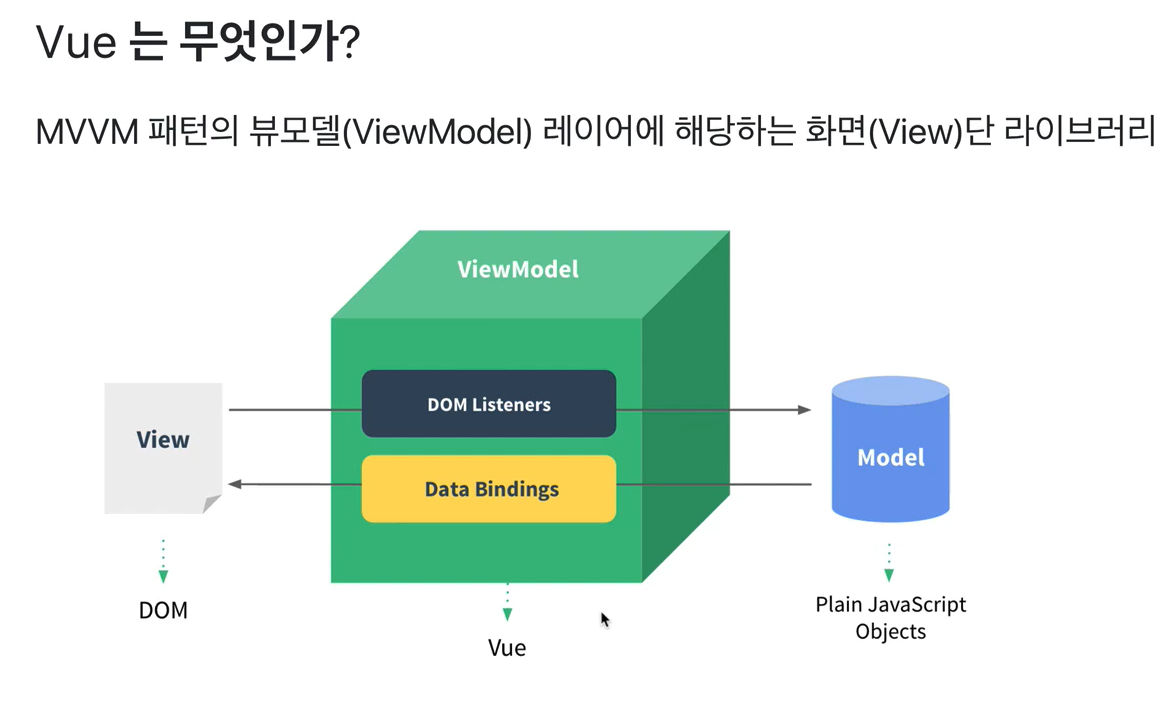 Vue 는 무엇인가?
MVVM 패턴의 뷰모델(ViewModel) 레이어에 해당하는 화면(View)단 라이브러리
ViewModel
DOM Listeners
View
Model
Data Bindings
DOM
Vue
Plain JavaScript
Objects